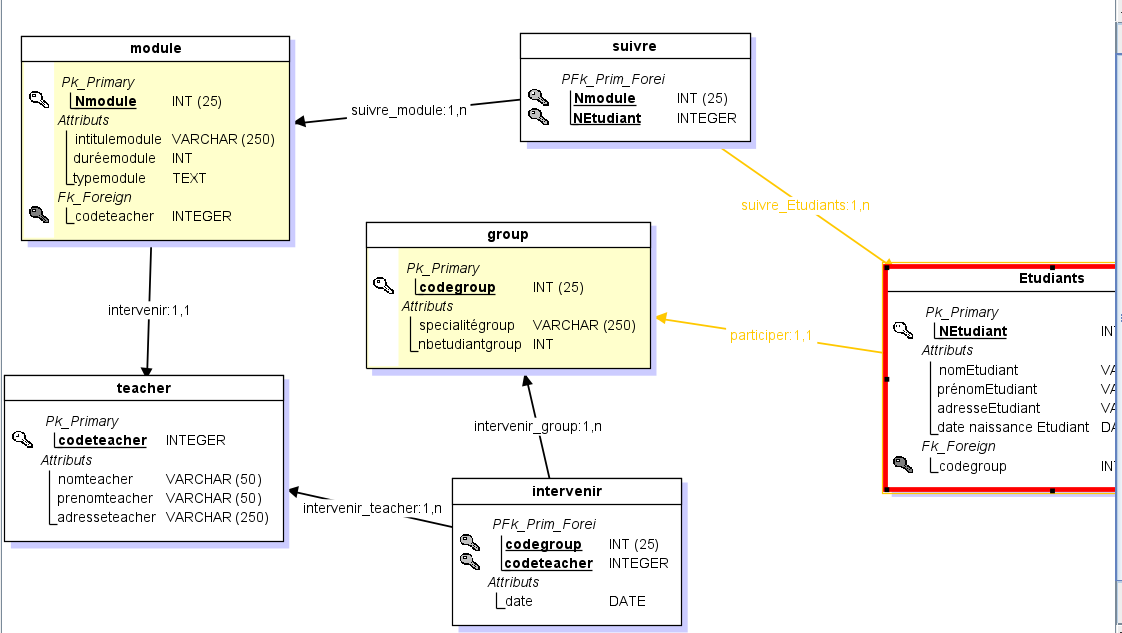 module
Pk_Primary
Nmodule INT (25)
Attributs
intitulemodule VARCHAR (250)
duréemodule INT
typemodule TEXT
Fk_Foreign
codeteacher INTEGER
suivre_module:1,n
suivre
PFk_Prim_Forei
Nmodule INT (25)
NEtudiant INTEGER
suivre_Etudiants:1,n
group
Pk_Primary
codegroup INT (25)
Attributs
specialitégroup VARCHAR (250)
nbetudiantgroup INT
participer:1,1
Etudiants
Pk_Primary
NEtudiant
Attributs
nomEtudiant
prénomEtudiant
adresseEtudiant
date naissance Etudiant
Fk_Foreign
codegroup
intervenir:1,1
teacher
Pk_Primary
codeteacher INTEGER
Attributs
nomteacher VARCHAR (50)
prenomteacher VARCHAR (50)
adresseteacher VARCHAR (250)
intervenir_group:1,n
intervenir_teacher:1,n
intervenir
PFk_Prim_Forei
codegroup INT (25)
codeteacher INTEGER
Attributs
date DATE